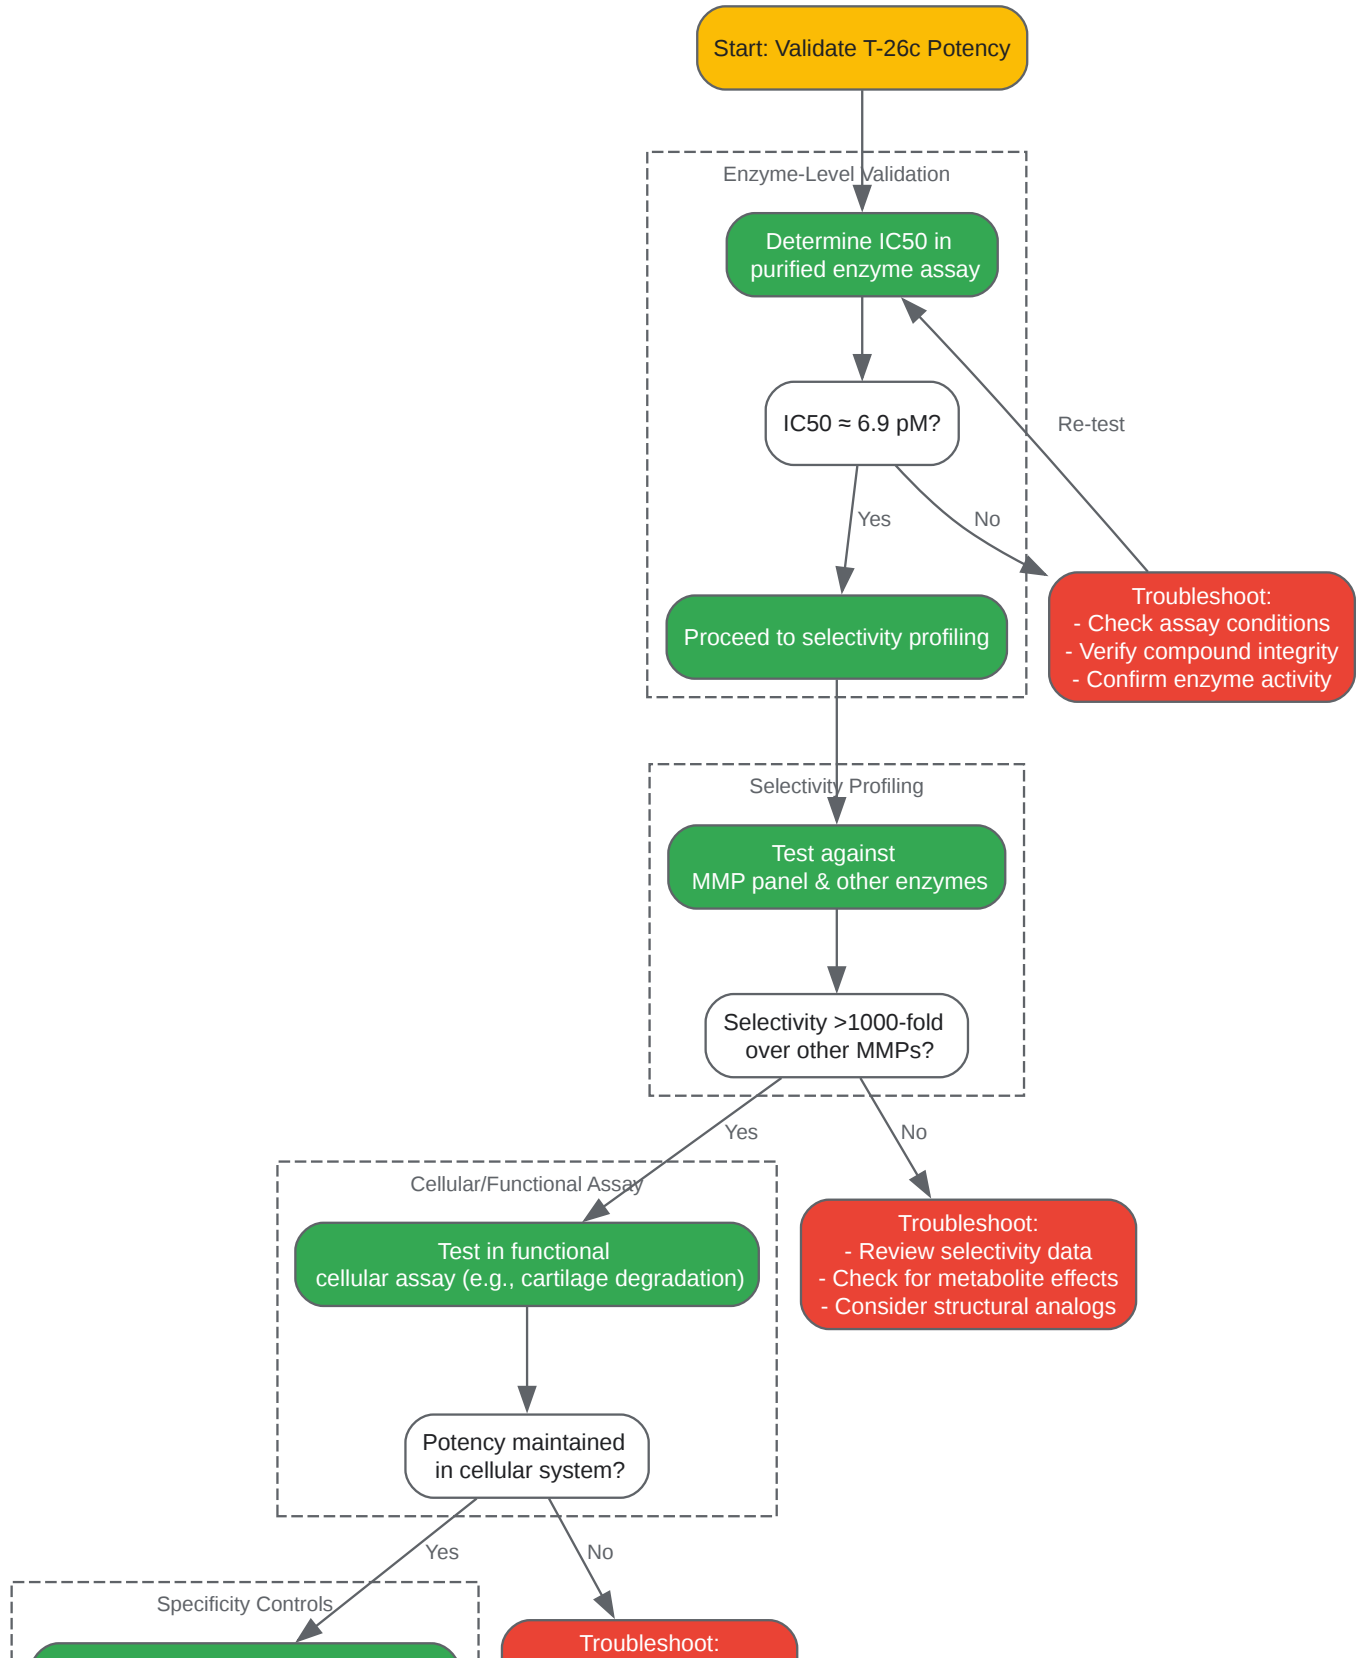 Start: Validate T-26c Potency
Enzyme-Level Validation
Determine IC50 in
purified enzyme assay
IC50 ≈ 6.9 pM?
Re-test
Yes
No
Troubleshoot:
- Check assay conditions
- Verify compound integrity
- Confirm enzyme activity
Proceed to selectivity profiling
Selectivity Profiling
Test against
MMP panel & other enzymes
Selectivity >1000-fold
over other MMPs?
Yes
No
Cellular/Functional Assay
Troubleshoot:
- Review selectivity data
- Check for metabolite effects
- Consider structural analogs
Test in functional
cellular assay (e.g., cartilage degradation)
Potency maintained
in cellular system?
Yes
No
Specificity Controls
Troubleshoot: